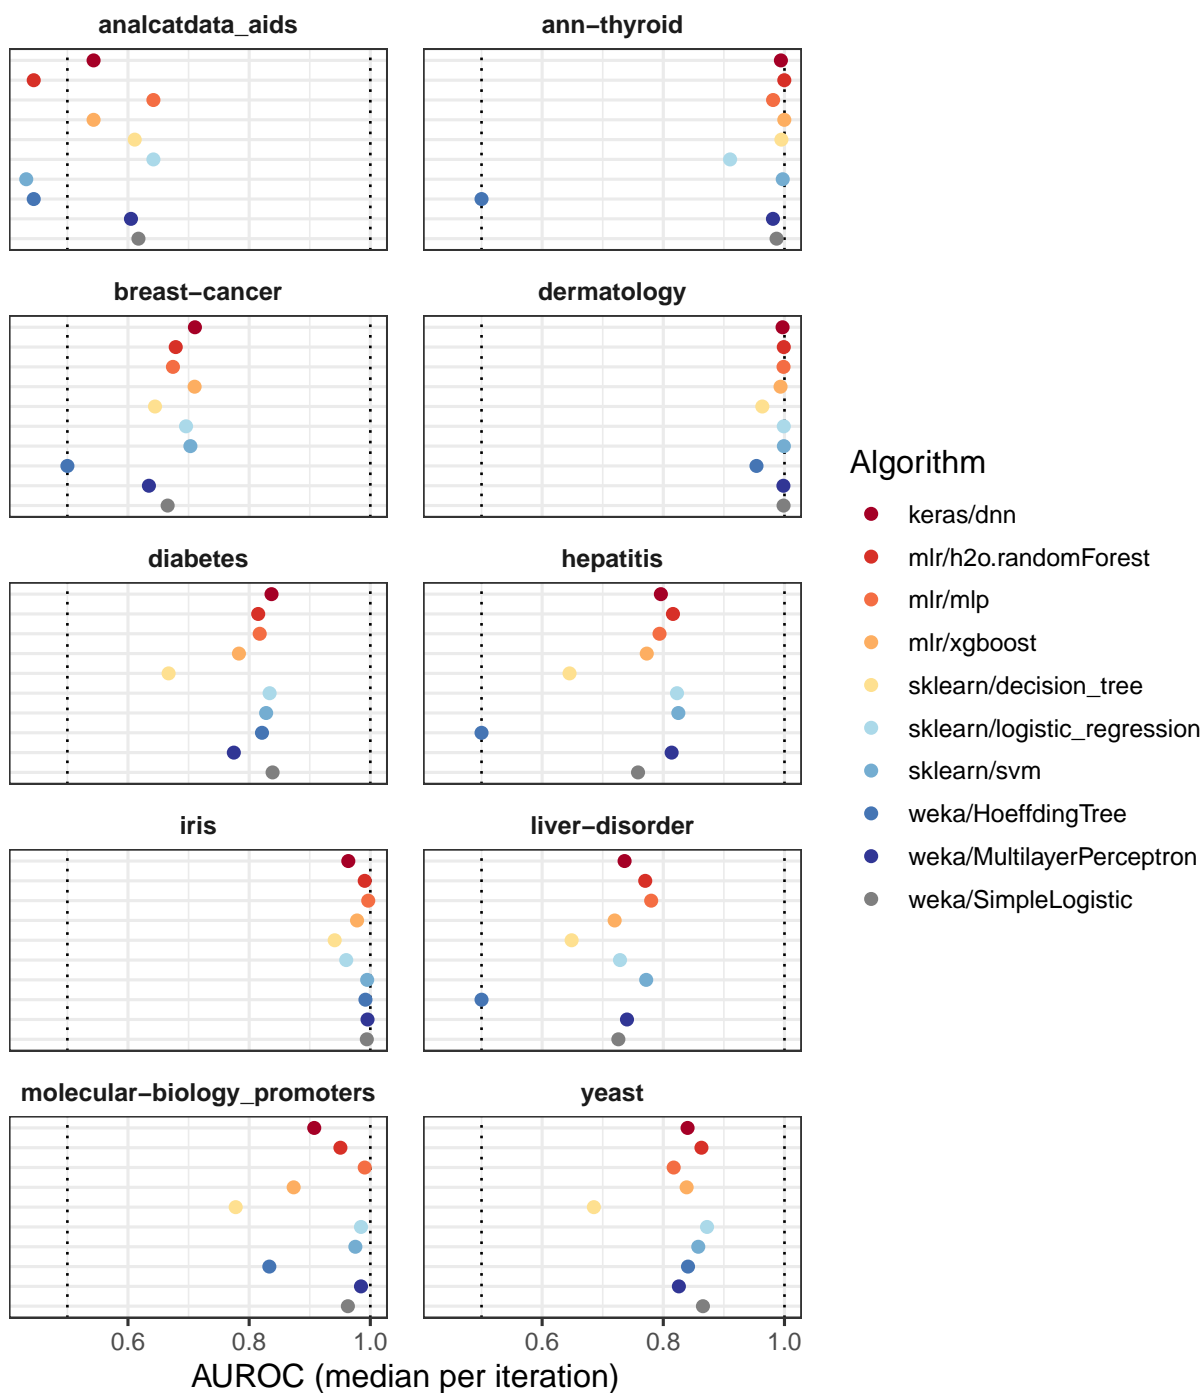 analcatdata_aids
ann−thyroid
breast−cancer
dermatology
diabetes
hepatitis
iris
liver−disorder
molecular−biology_promoters
yeast
0.6 0.8 1.0
0.6 0.8 1.0
AUROC (median per iteration)
Algorithm
keras/dnn
mlr/h2o.randomForest
mlr/mlp
mlr/xgboost
sklearn/decision_tree
sklearn/logistic_regression
sklearn/svm
weka/HoeffdingTree
weka/MultilayerPerceptron
weka/SimpleLogistic